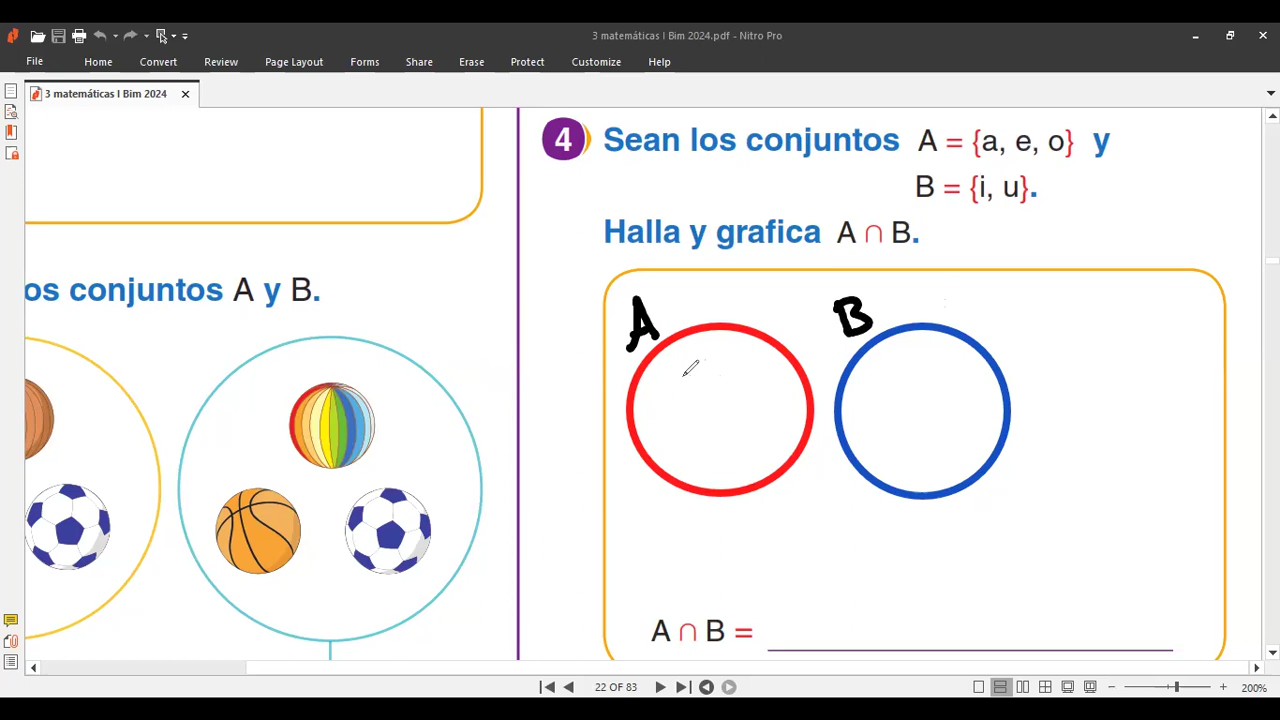 3 matemáticas I Bim 2024.pdf - Nitro Pro
File Home Convert Review Page Layout Forms Share Erase Protect Customize Help
3 matemáticas I Bim 2024
4 Sean los conjuntos A = {a, e, o} y
B = {i, u}.
Halla y grafica A ∩ B.
os conjuntos A y B.
A B
A ∩ B =
22 OF 83
200%